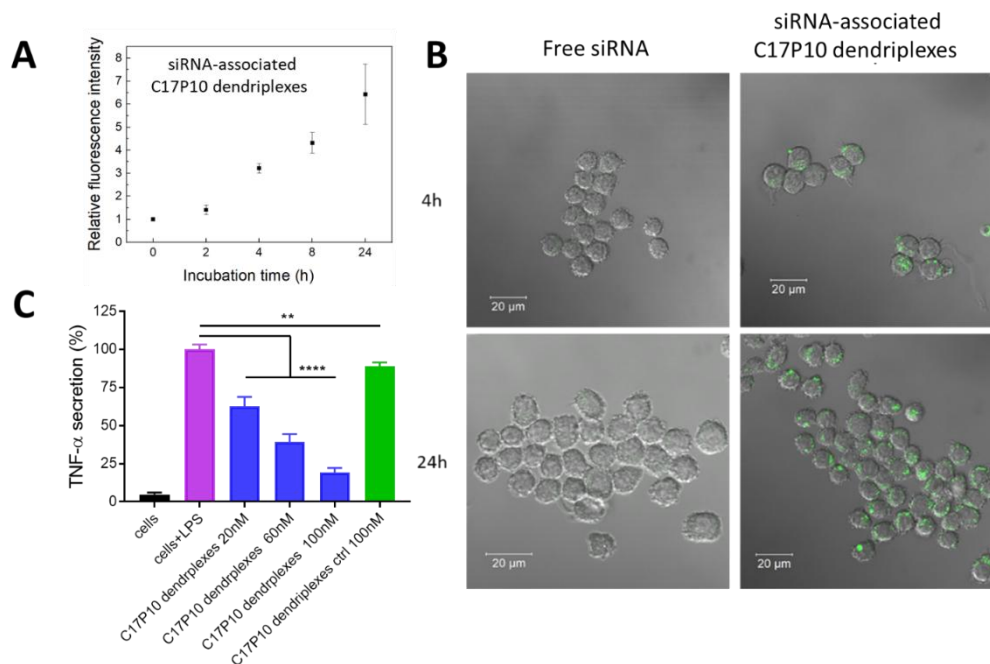 A
siRNA-associated
C17P10 dendriplexes
Relative fluorescence intensity
8
7
6
5
4
3
2
1
0
0 2 4 8 24
Incubation time (h)
B
Free siRNA
siRNA-associated
C17P10 dendriplexes
4h
20 µm
20 µm
24h
20 µm
20 µm
C
TNF-α secretion (%)
125
100
75
50
25
0
**
****
cells
cells+LPS
C17P10 dendrplexes 20nM
C17P10 dendrplexes 60nM
C17P10 dendrplexes 100nM
C17P10 dendriplexes ctrl 100nM